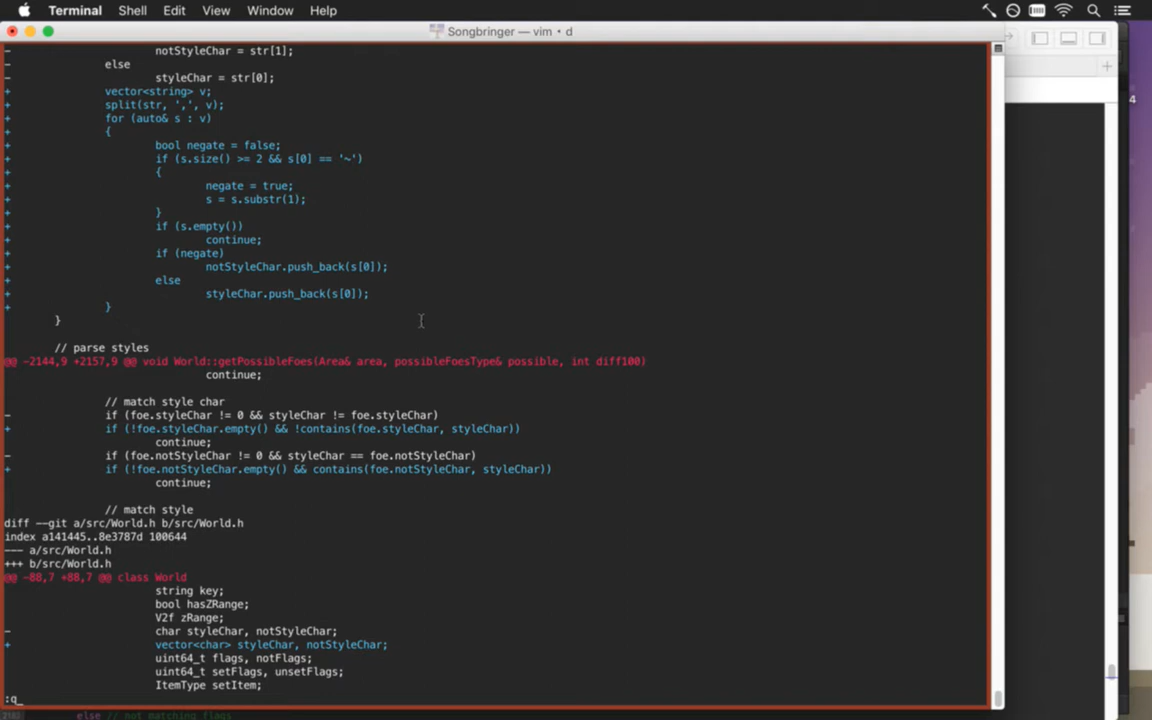 Terminal Shell Edit View Window Help
Songbringer — vim • d
- notStyleChar = str[1];
- else
- styleChar = str[0];
+ vector<string> v;
+ split(str, ',', v);
+ for (auto& s : v)
+ {
+ bool negate = false;
+ if (s.size() >= 2 && s[0] == '~')
+ {
+ negate = true;
+ s = s.substr(1);
+ }
+ if (s.empty())
+ continue;
+ if (negate)
+ notStyleChar.push_back(s[0]);
+ else
+ styleChar.push_back(s[0]);
+ }
}
// parse styles
@@ -2144,9 +2157,9 @@ void World::getPossibleFoes(Area& area, possibleFoesType& possible, int diff100)
continue;
// match style char
- if (foe.styleChar != 0 && styleChar != foe.styleChar)
+ if (!foe.styleChar.empty() && !contains(foe.styleChar, styleChar))
continue;
- if (foe.notStyleChar != 0 && styleChar == foe.notStyleChar)
+ if (!foe.notStyleChar.empty() && contains(foe.notStyleChar, styleChar))
continue;
// match style
diff --git a/src/World.h b/src/World.h
index a141445..8e3787d 100644
--- a/src/World.h
+++ b/src/World.h
@@ -88,7 +88,7 @@ class World
string key;
bool hasZRange;
V2f zRange;
- char styleChar, notStyleChar;
+ vector<char> styleChar, notStyleChar;
uint64_t flags, notFlags;
uint64_t setFlags, unsetFlags;
ItemType setItem;
:q
else // not matching flags
4